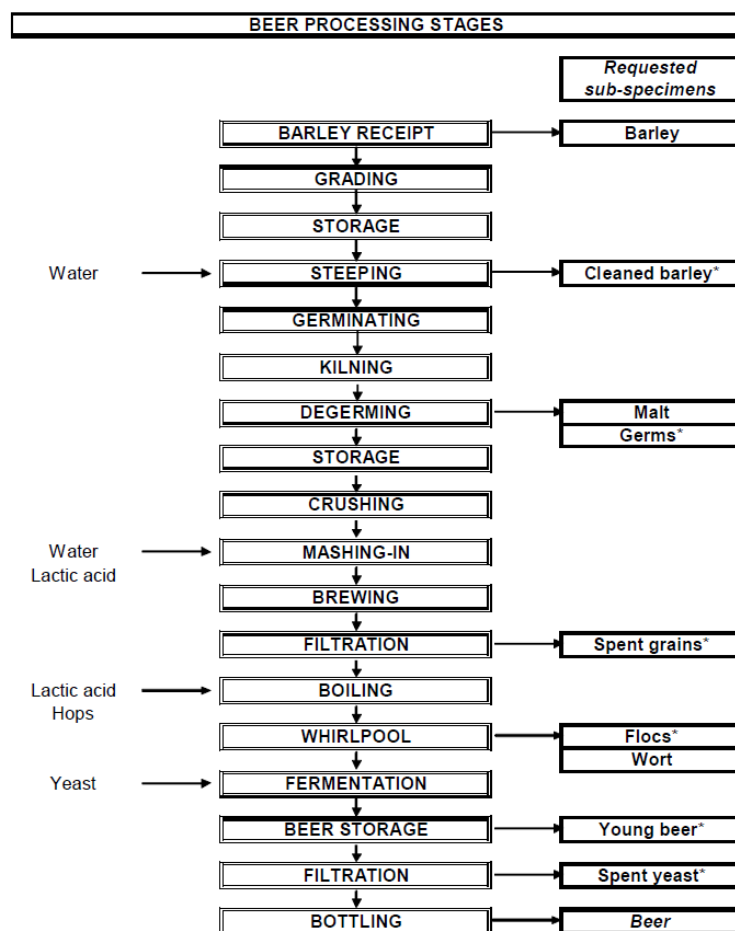 BEER PROCESSING STAGES
Requested
sub-specimens
BARLEY RECEIPT
Barley
GRADING
STORAGE
Water
STEEPING
Cleaned barley*
GERMINATING
KILNING
DEGERMING
Malt
Germs*
STORAGE
CRUSHING
Water
Lactic acid
MASHING-IN
BREWING
FILTRATION
Spent grains*
Lactic acid
Hops
BOILING
WHIRLPOOL
Flocs*
Wort
Yeast
FERMENTATION
BEER STORAGE
Young beer*
FILTRATION
Spent yeast*
BOTTLING
Beer